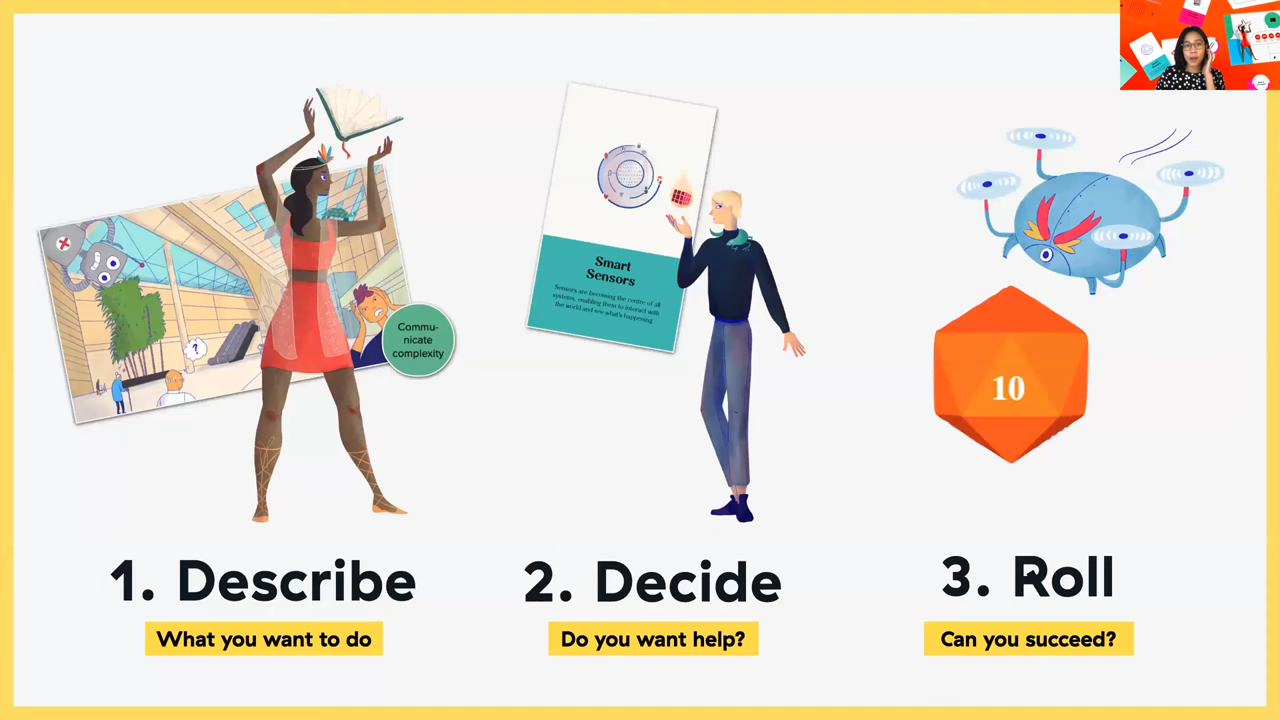 Commu-
nicate
complexity
?
Smart
Sensors
Sensors are becoming the centre of all
systems, enabling them to interact with
the world and see what's happening
10
1. Describe
What you want to do
2. Decide
Do you want help?
3. Roll
Can you succeed?